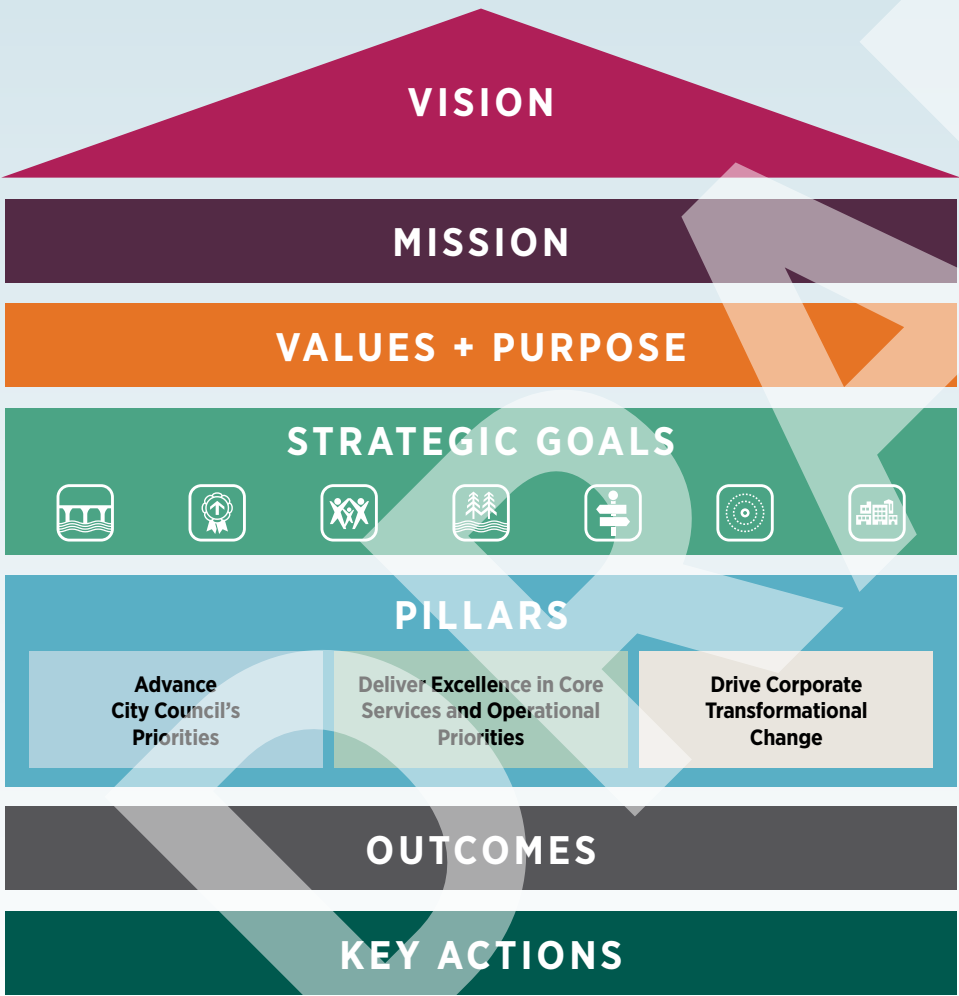 VISION
MISSION
VALUES + PURPOSE
STRATEGIC GOALS
PILLARS
Advance
City Council’s
Priorities
Deliver Excellence in Core
Services and Operational
Priorities
Drive Corporate
Transformational
Change
OUTCOMES
KEY ACTIONS